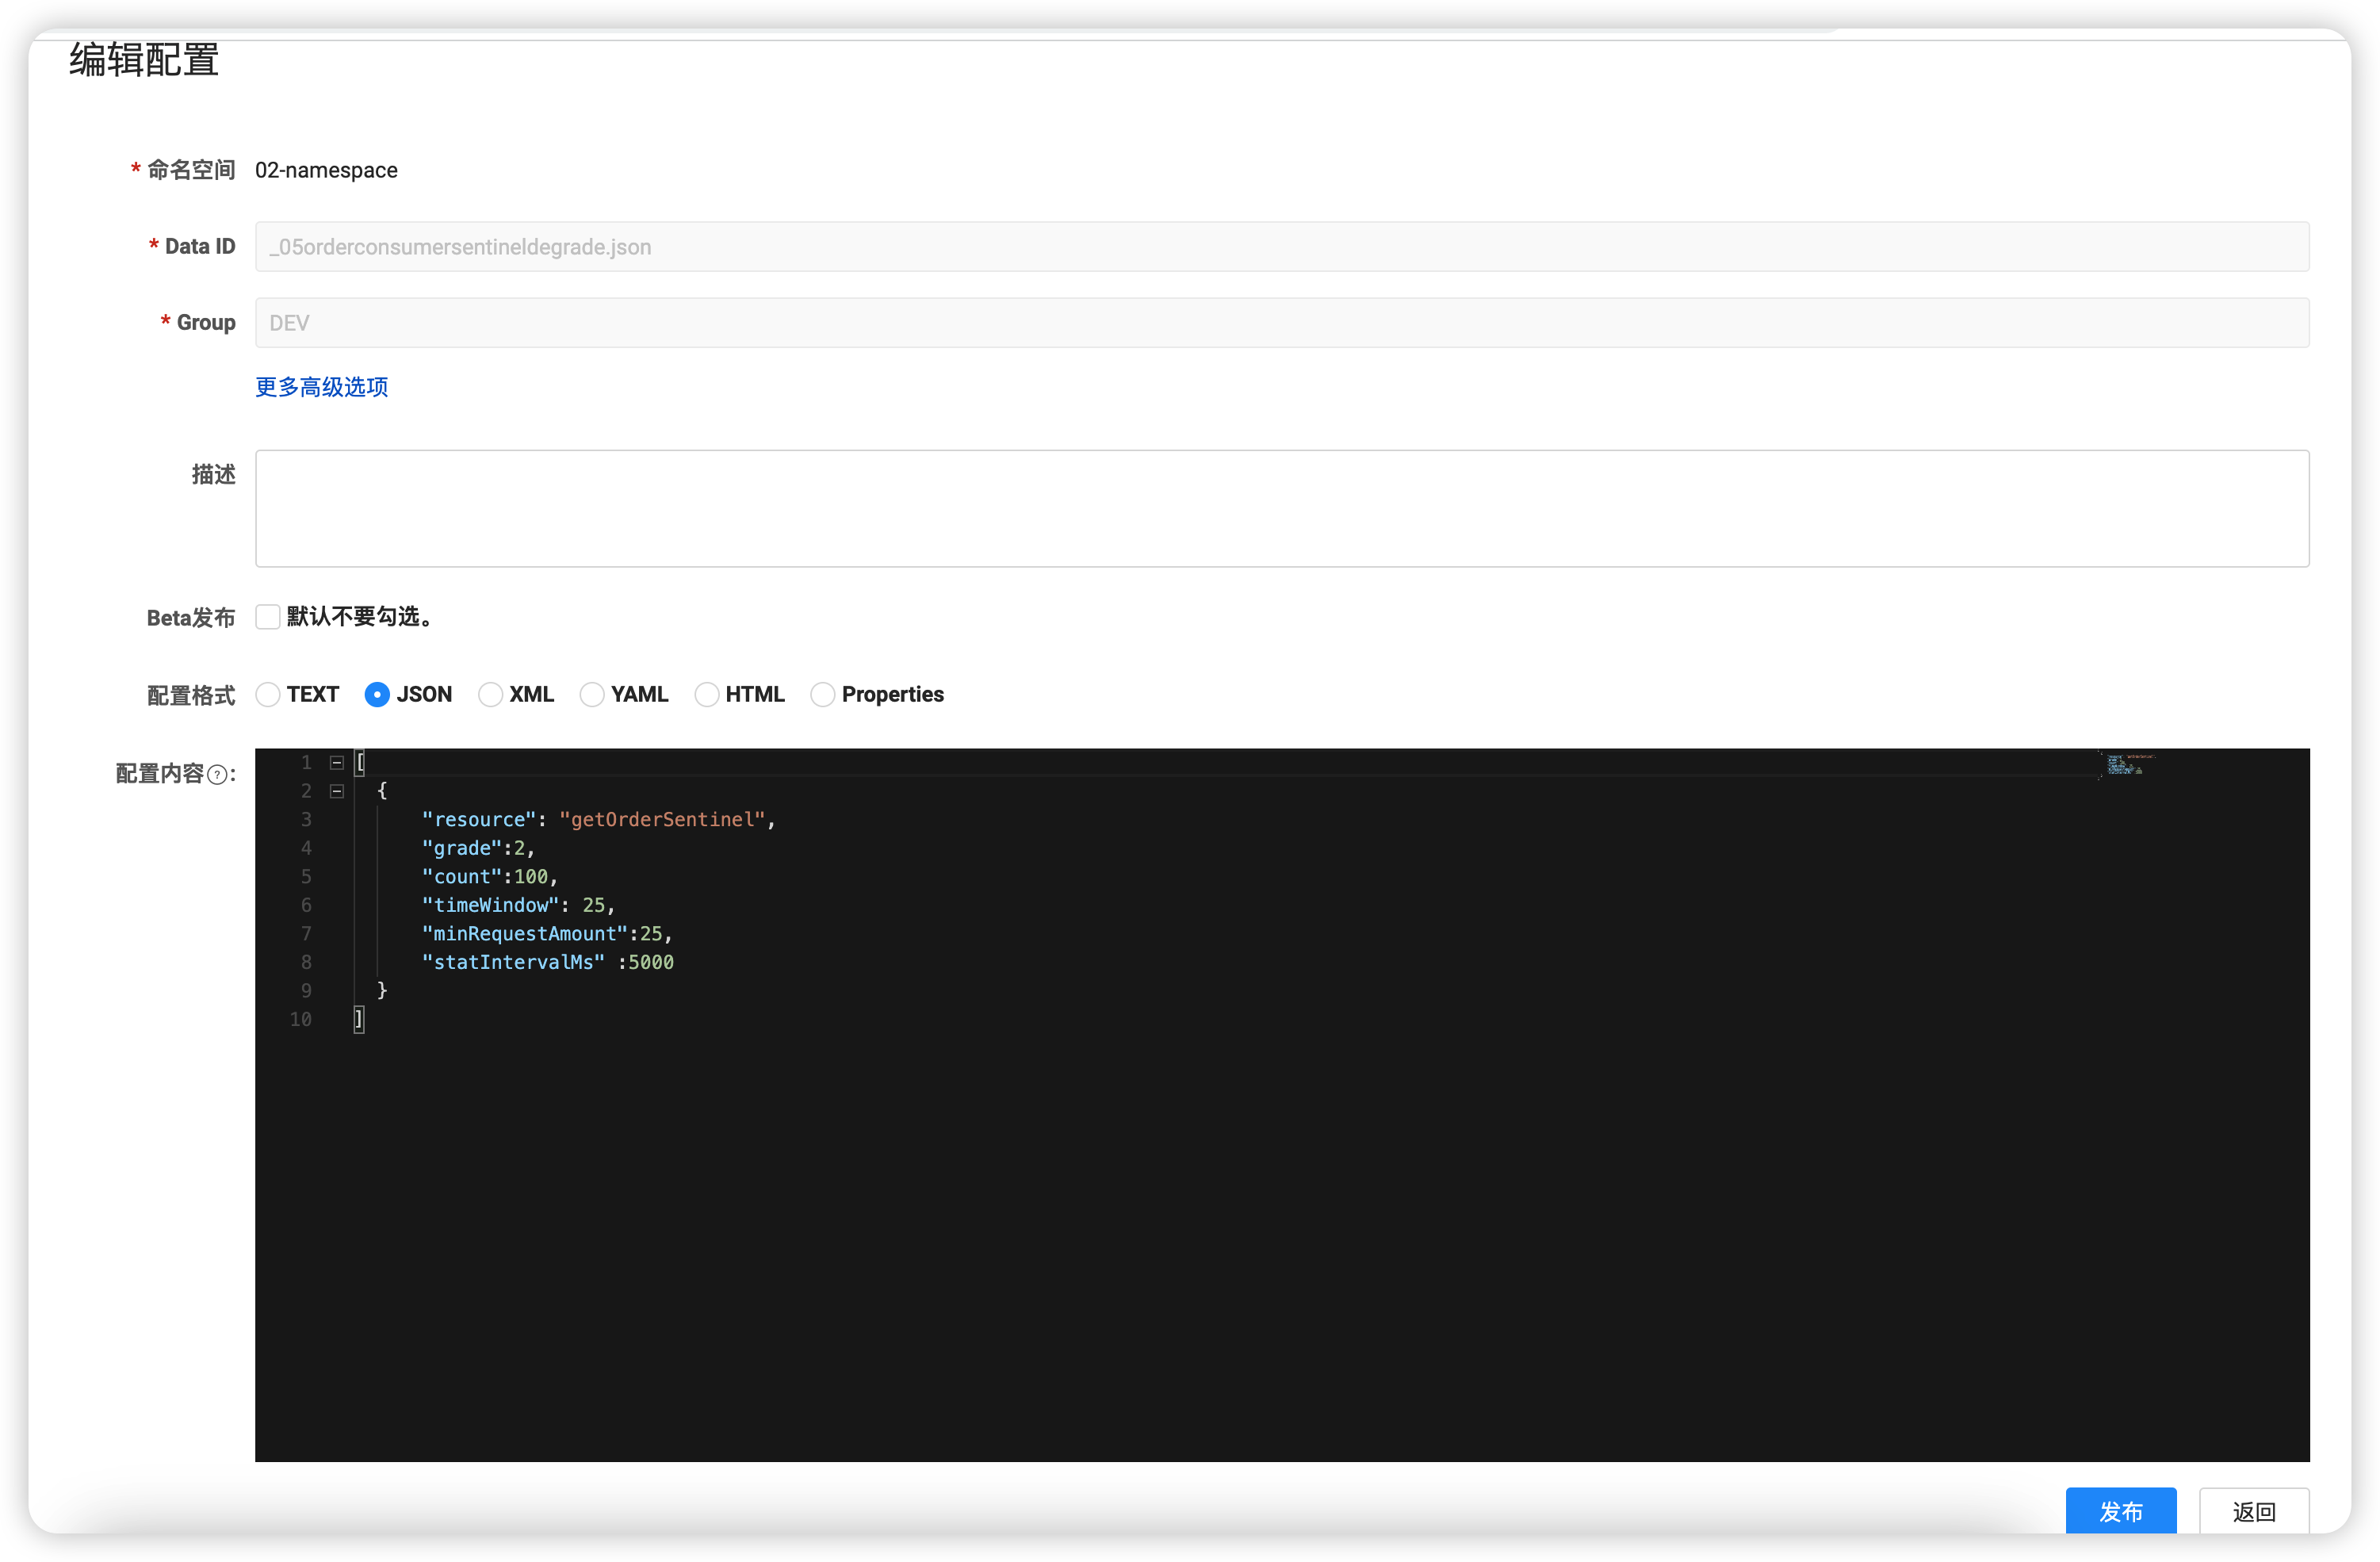 编辑配置
* 命名空间 02-namespace
* Data ID _05orderconsumersentineldegrade.json
* Group DEV
更多高级选项
描述
Beta发布 默认不要勾选。
配置格式 TEXT JSON XML YAML HTML Properties
配置内容?:
1 [
2 {
3 "resource": "getOrderSentinel",
4 "grade":2,
5 "count":100,
6 "timeWindow": 25,
7 "minRequestAmount":25,
8 "statIntervalMs" :5000
9 }
10 ]
发布 返回